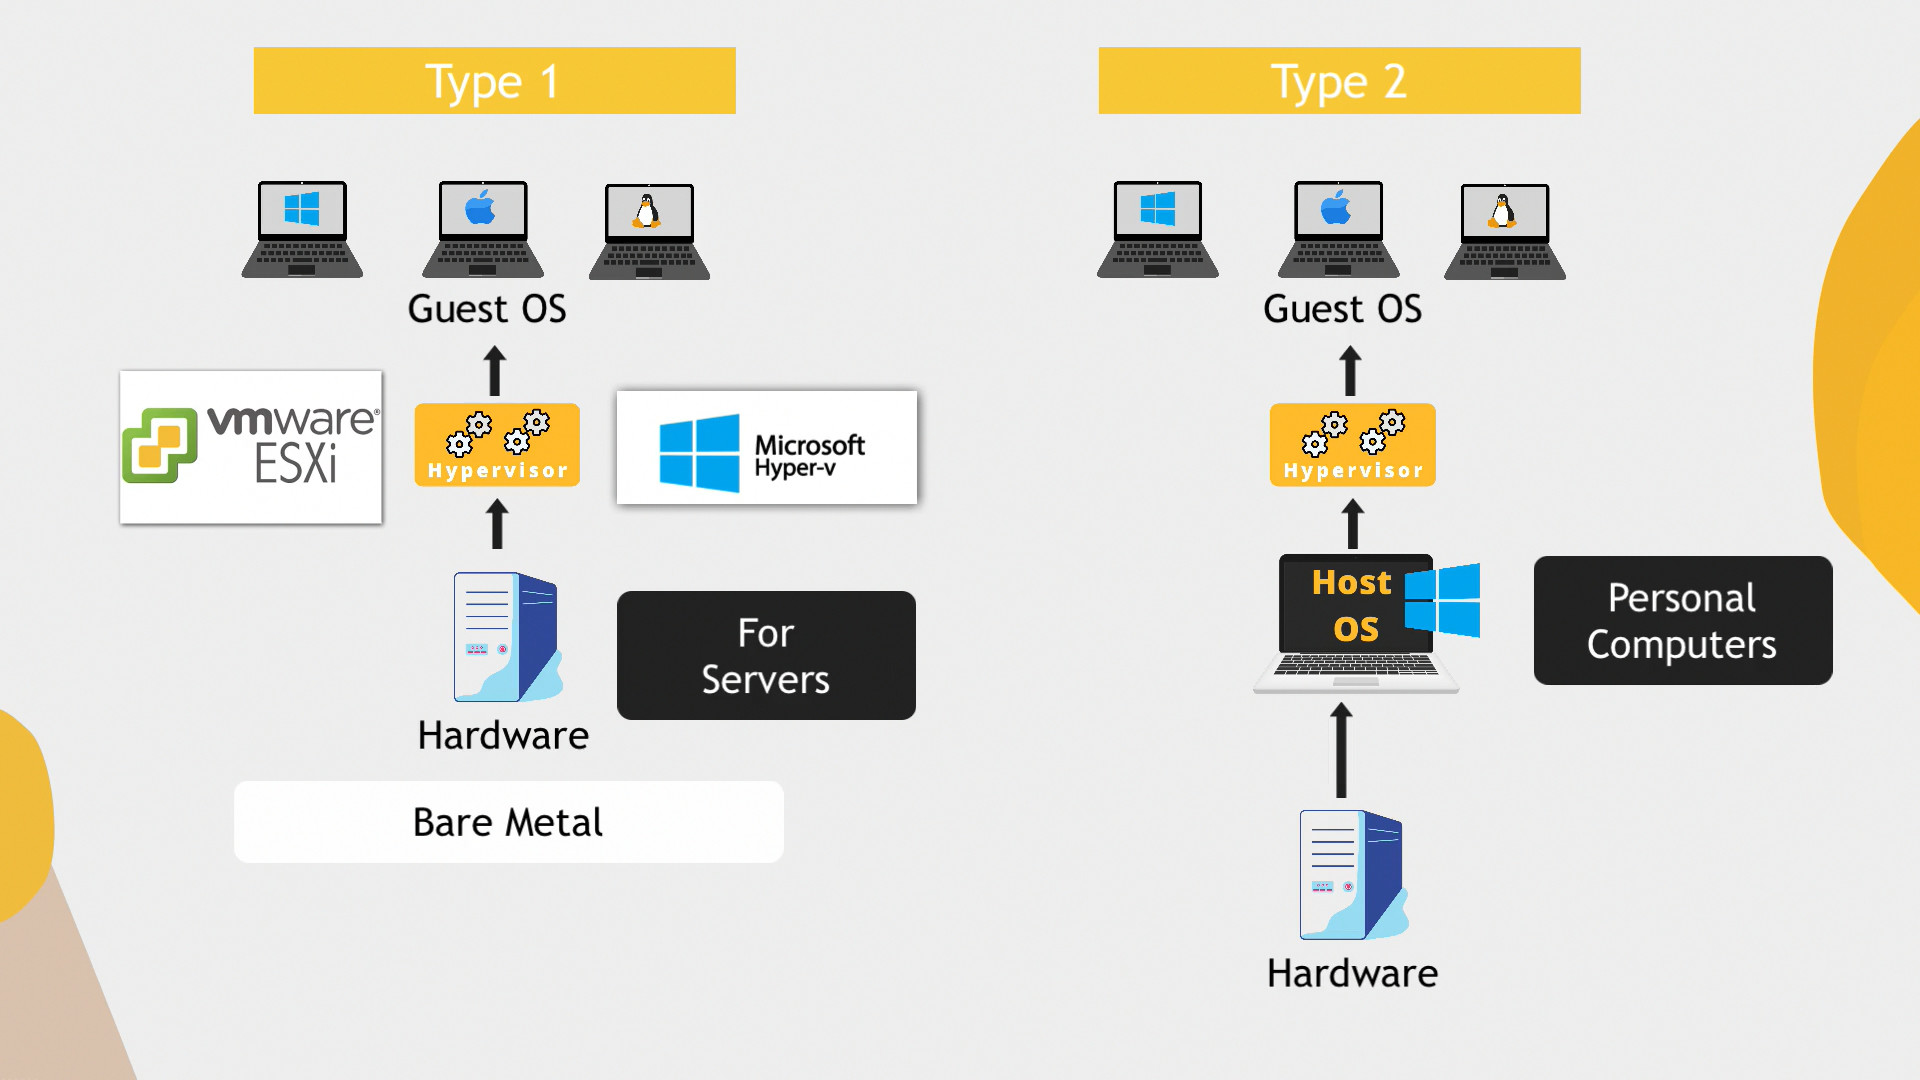 Type 1
Guest OS
vmware®
ESXi
Hypervisor
Microsoft
Hyper-v
For
Servers
Hardware
Bare Metal
Type 2
Guest OS
Hypervisor
Host
OS
Personal
Computers
Hardware